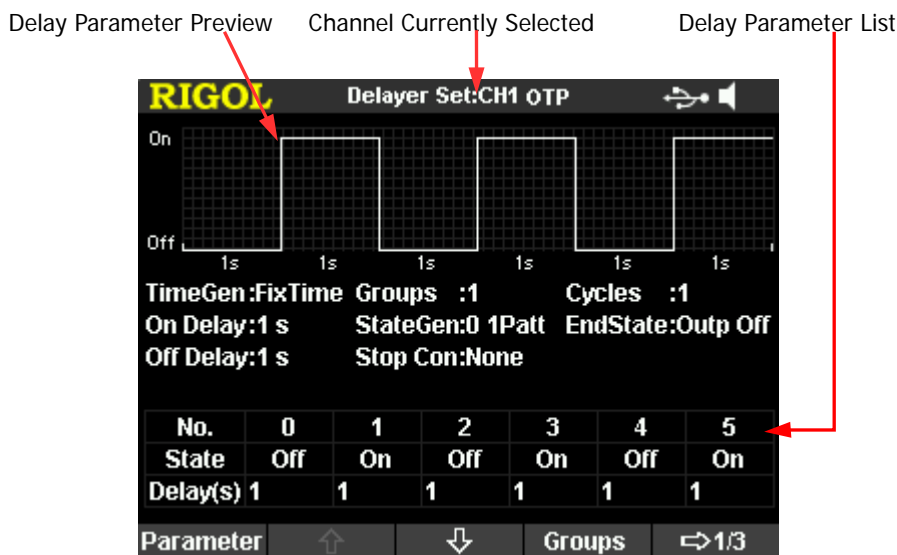 Delay Parameter Preview Channel Currently Selected Delay Parameter List
RIGOL Delayer Set:CH1 OTP
On
Off
1s 1s 1s 1s 1s 1s
TimeGen:FixTime Groups :1 Cycles :1
On Delay:1 s StateGen:0 1Patt EndState:Outp Off
Off Delay:1 s Stop Con:None
No. 0 1 2 3 4 5
State Off On Off On Off On
Delay(s) 1 1 1 1 1 1
Parameter Groups 1/3